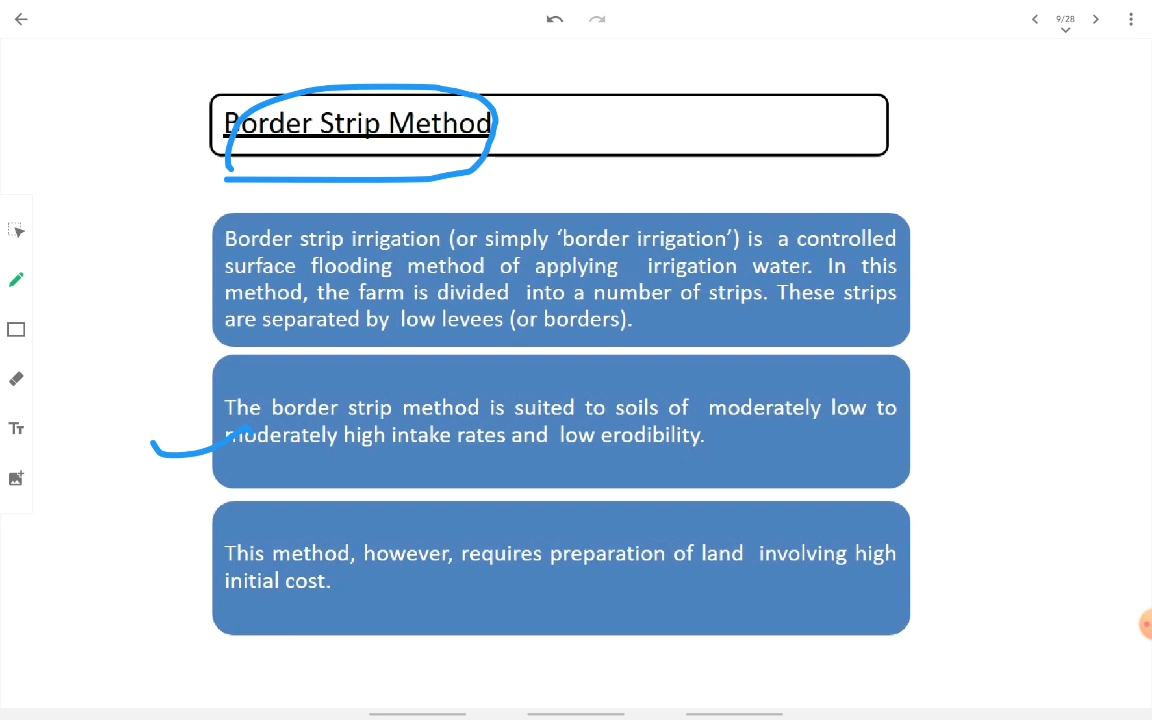 9/28
Border Strip Method
Border strip irrigation (or simply ‘border irrigation’) is a controlled
surface flooding method of applying irrigation water. In this
method, the farm is divided into a number of strips. These strips
are separated by low levees (or borders).
The border strip method is suited to soils of moderately low to
moderately high intake rates and low erodibility.
This method, however, requires preparation of land involving high
initial cost.
Tт